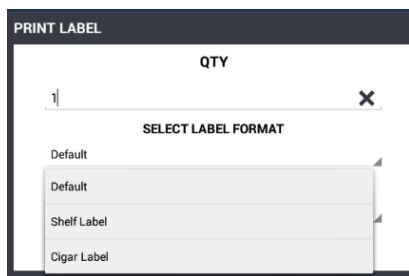 PRINT LABEL
QTY
1
SELECT LABEL FORMAT
Default
Default
Shelf Label
Cigar Label